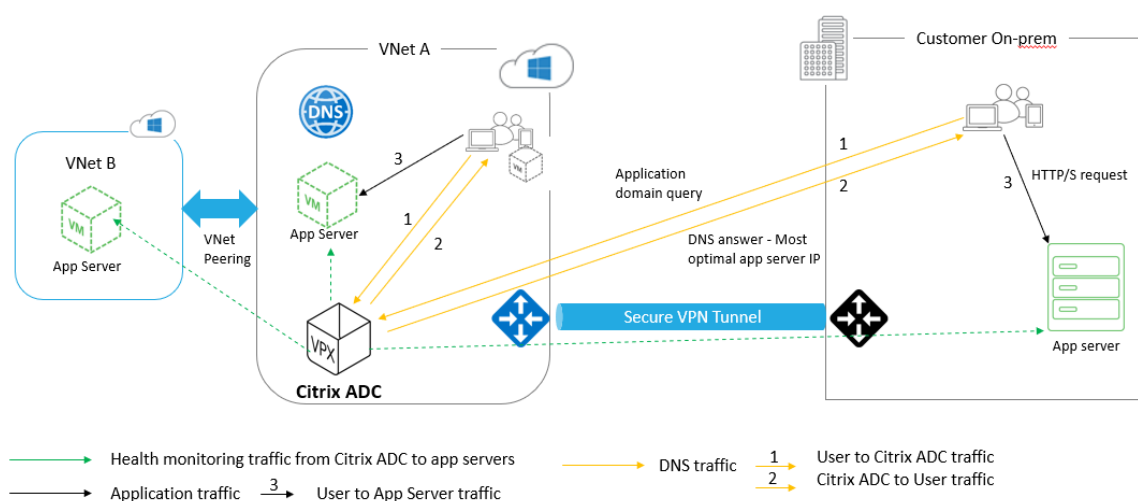 VNet A
Customer On-prem
DNS
VNet B
VM
App Server
VNet
Peering
3
VM
App Server
VM
1
2
Application
domain query
1
2
DNS answer - Most
optimal app server IP
3
HTTP/S request
Secure VPN Tunnel
App server
VPX
Citrix ADC
Health monitoring traffic from Citrix ADC to app servers
DNS traffic
1 User to Citrix ADC traffic
2 Citrix ADC to User traffic
Application traffic 3 User to App Server traffic